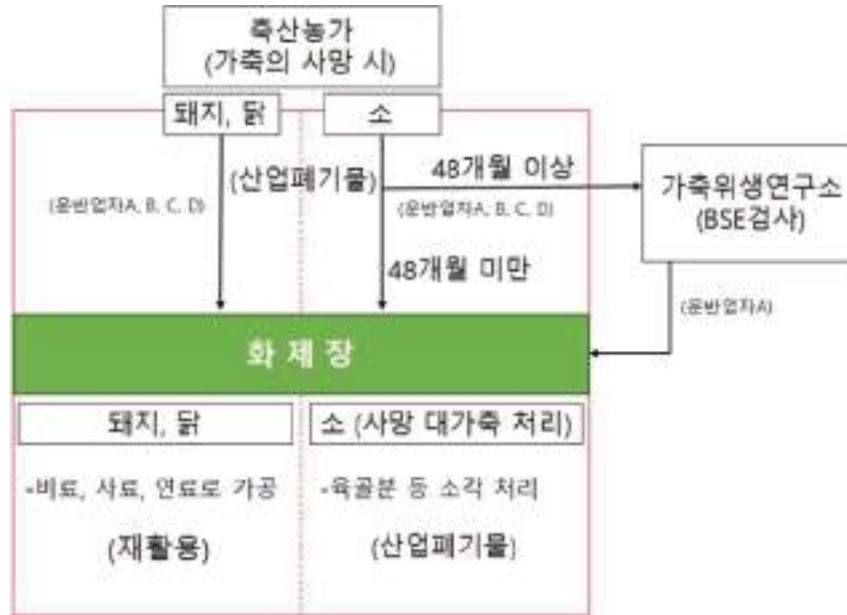 축산농가
(가축의 사망 시)
돼지, 닭
소
(산업폐기물)
48개월 이상
(운반업자A, B, C, D)
(운반업자A, B, C, D)
가축위생연구소
(BSE검사)
48개월 미만
(운반업자A)
화 제 장
돼지, 닭
소 (사망 대가축 처리)
-비료, 사료, 연료로 가공
-육골분 등 소각 처리
(재활용)
(산업폐기물)